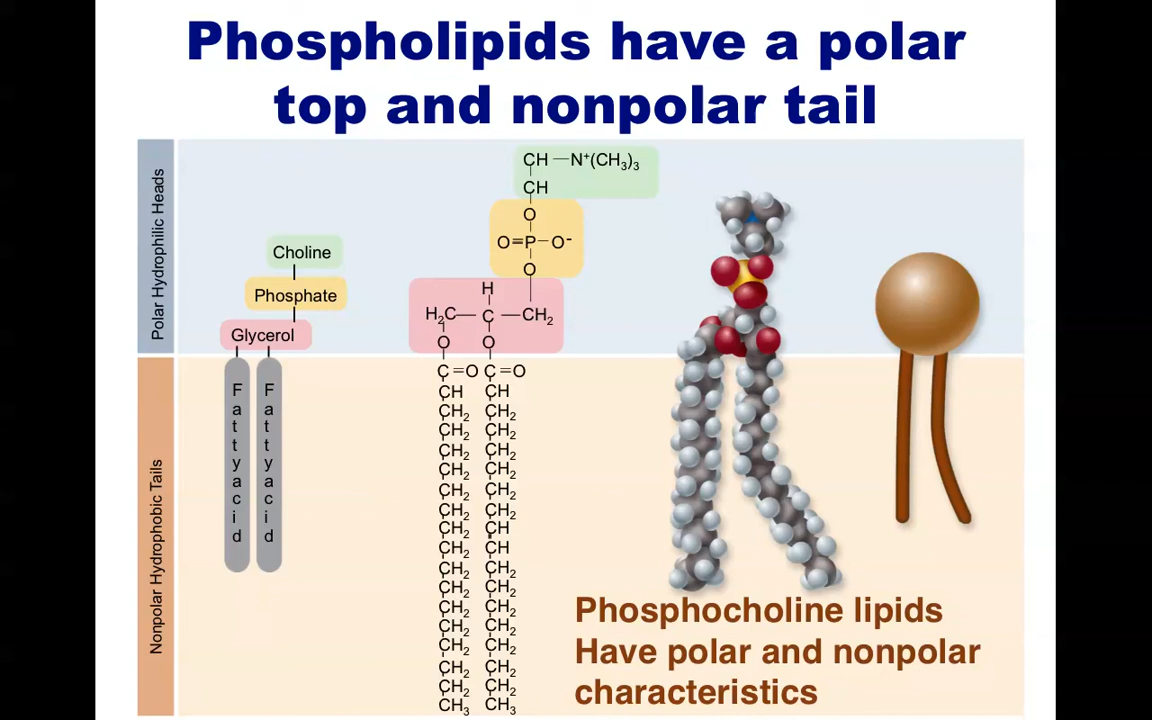 Phospholipids have a polar
top and nonpolar tail
Polar Hydrophilic Heads
Nonpolar Hydrophobic Tails
Choline
Phosphate
Glycerol
Fatty acid
Fatty acid
CH—N⁺(CH₃)₃
CH
O
O=P—O⁻
O
H
H₂C—C—CH₂
O O
C=O C=O
CH CH
CH₂ CH₂
CH₂ CH₂
CH₂ CH₂
CH₂ CH₂
CH₂ CH₂
CH₂ CH₂
CH₂ CH
CH₂ CH
CH₂ CH₂
CH₂ CH₂
CH₂ CH₂
CH₂ CH₂
CH₂ CH₂
CH₂ CH₂
CH₂ CH₂
CH₃ CH₃
Phosphocholine lipids
Have polar and nonpolar
characteristics